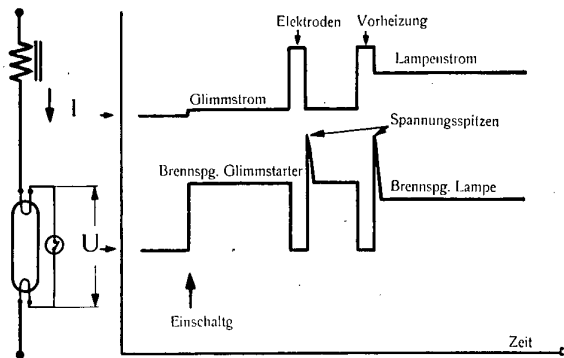 Elektroden
Vorheizung
Lampenstrom
Glimmstrom
I
Spannungsspitzen
Brennspg. Glimmstarter
Brennspg. Lampe
U
Einschaltg
Zeit